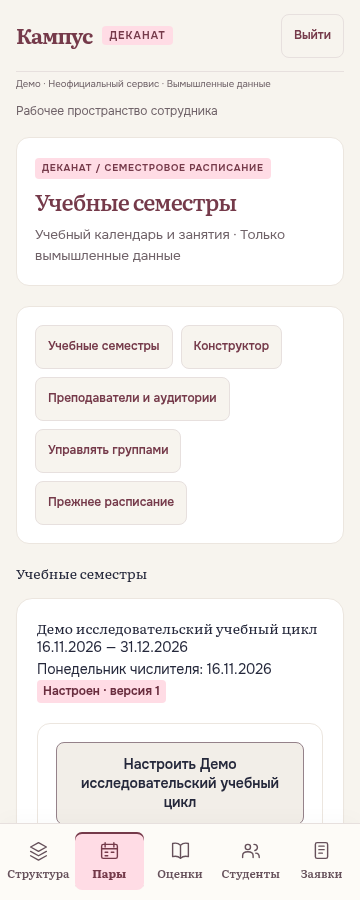 Кампус ДЕКАНАТ Выйти
Демо · Неофициальный сервис · Вымышленные данные
Рабочее пространство сотрудника
ДЕКАНАТ / СЕМЕСТРОВОЕ РАСПИСАНИЕ
Учебные семестры
Учебный календарь и занятия · Только
вымышленные данные
Учебные семестры Конструктор
Преподаватели и аудитории
Управлять группами
Прежнее расписание
Учебные семестры
Демо исследовательский учебный цикл
16.11.2026 — 31.12.2026
Понедельник числителя: 16.11.2026
Настроен · версия 1
Настроить Демо
исследовательский учебный
цикл
Структура Пары Оценки Студенты Заявки